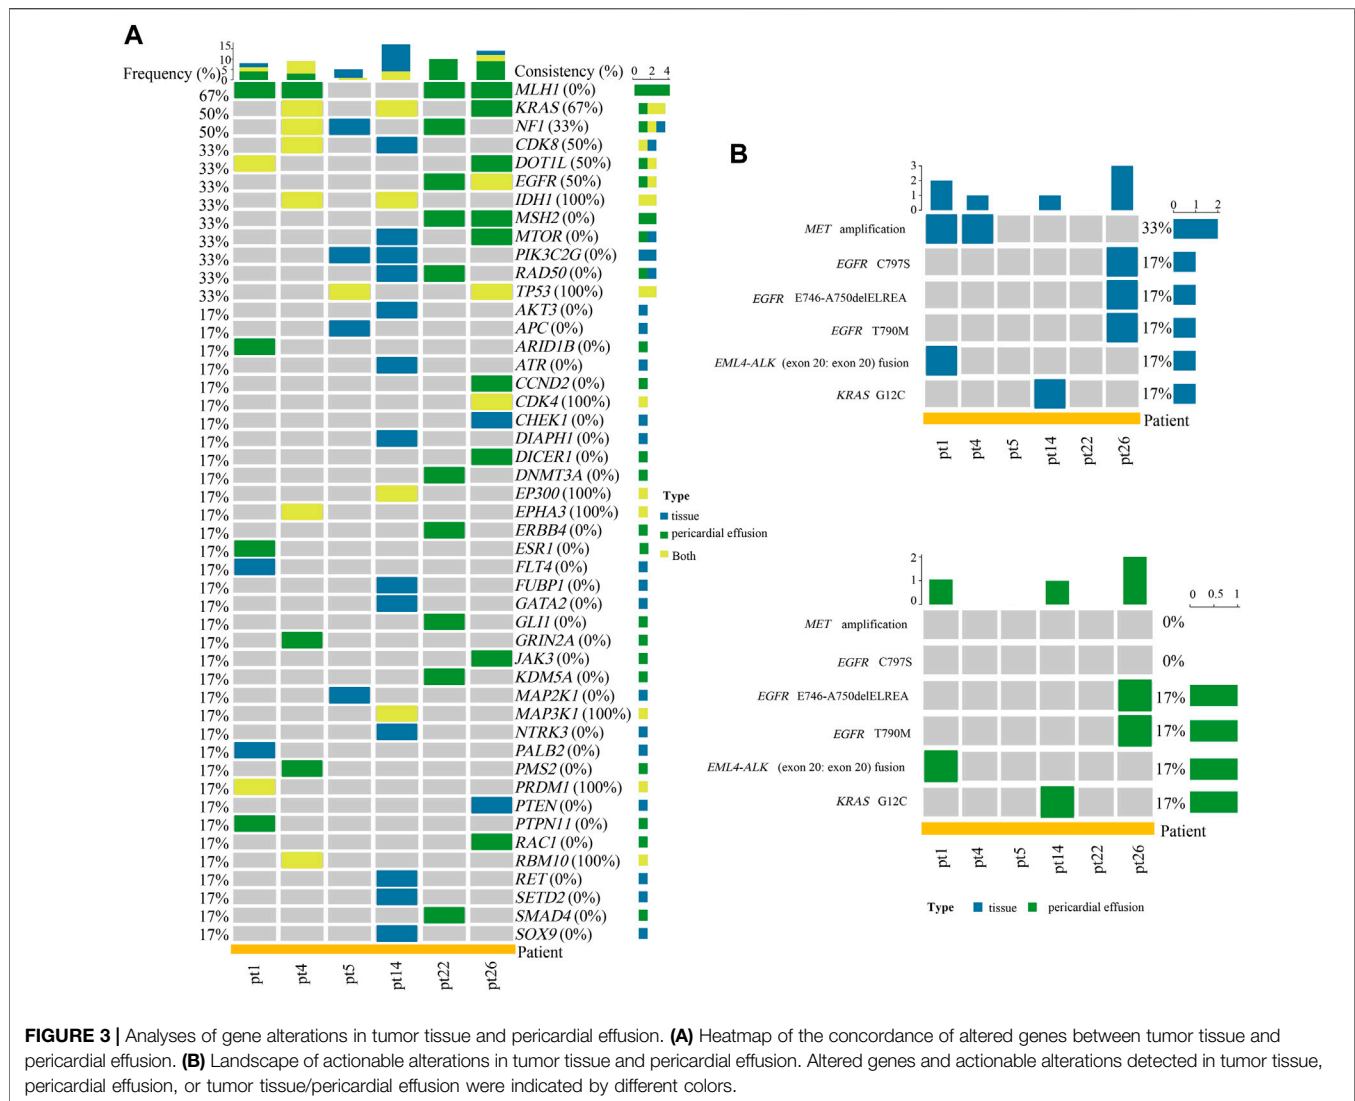 A
15
10
5
0
Frequency (%)
Consistency (%)
0 2 4
67% MLH1 (0%)
50% KRAS (67%)
50% NF1 (33%)
33% CDK8 (50%)
33% DOT1L (50%)
33% EGFR (50%)
33% IDH1 (100%)
33% MSH2 (0%)
33% MTOR (0%)
33% PIK3C2G (0%)
33% RAD50 (0%)
33% TP53 (100%)
17% AKT3 (0%)
17% APC (0%)
17% ARID1B (0%)
17% ATR (0%)
17% CCND2 (0%)
17% CDK4 (100%)
17% CHEK1 (0%)
17% DIAPH1 (0%)
17% DICER1 (0%)
17% DNMT3A (0%)
17% EP300 (100%)
17% EPHA3 (100%)
17% ERBB4 (0%)
17% ESR1 (0%)
17% FLT4 (0%)
17% FUBP1 (0%)
17% GATA2 (0%)
17% GLI1 (0%)
17% GRIN2A (0%)
17% JAK3 (0%)
17% KDM5A (0%)
17% MAP2K1 (0%)
17% MAP3K1 (100%)
17% NTRK3 (0%)
17% PALB2 (0%)
17% PMS2 (0%)
17% PRDM1 (100%)
17% PTEN (0%)
17% PTPN11 (0%)
17% RAC1 (0%)
17% RBM10 (100%)
17% RET (0%)
17% SETD2 (0%)
17% SMAD4 (0%)
17% SOX9 (0%)
Patient
pt1 pt4 pt5 pt14 pt22 pt26
Type
tissue
pericardial effusion
Both
B
3
2
1
0
0 1 2
MET amplification 33%
EGFR C797S 17%
EGFR E746-A750delELREA 17%
EGFR T790M 17%
EML4-ALK (exon 20: exon 20) fusion 17%
KRAS G12C 17%
Patient
pt1 pt4 pt5 pt14 pt22 pt26
2
1
0
0 0.5 1
MET amplification 0%
EGFR C797S 0%
EGFR E746-A750delELREA 17%
EGFR T790M 17%
EML4-ALK (exon 20: exon 20) fusion 17%
KRAS G12C 17%
Patient
pt1 pt4 pt5 pt14 pt22 pt26
Type tissue pericardial effusion
FIGURE 3 | Analyses of gene alterations in tumor tissue and pericardial effusion. (A) Heatmap of the concordance of altered genes between tumor tissue and
pericardial effusion. (B) Landscape of actionable alterations in tumor tissue and pericardial effusion. Altered genes and actionable alterations detected in tumor tissue,
pericardial effusion, or tumor tissue/pericardial effusion were indicated by different colors.